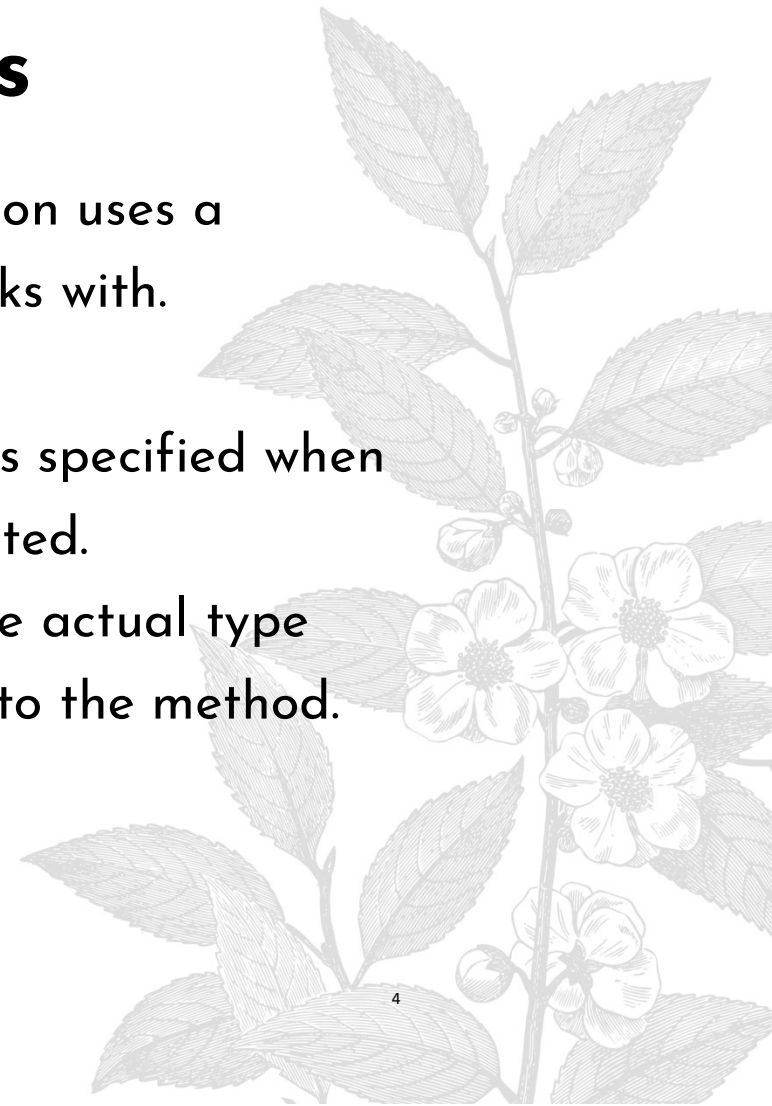 s
on uses a
ks with.
s specified when
ted.
e actual type
to the method.
4